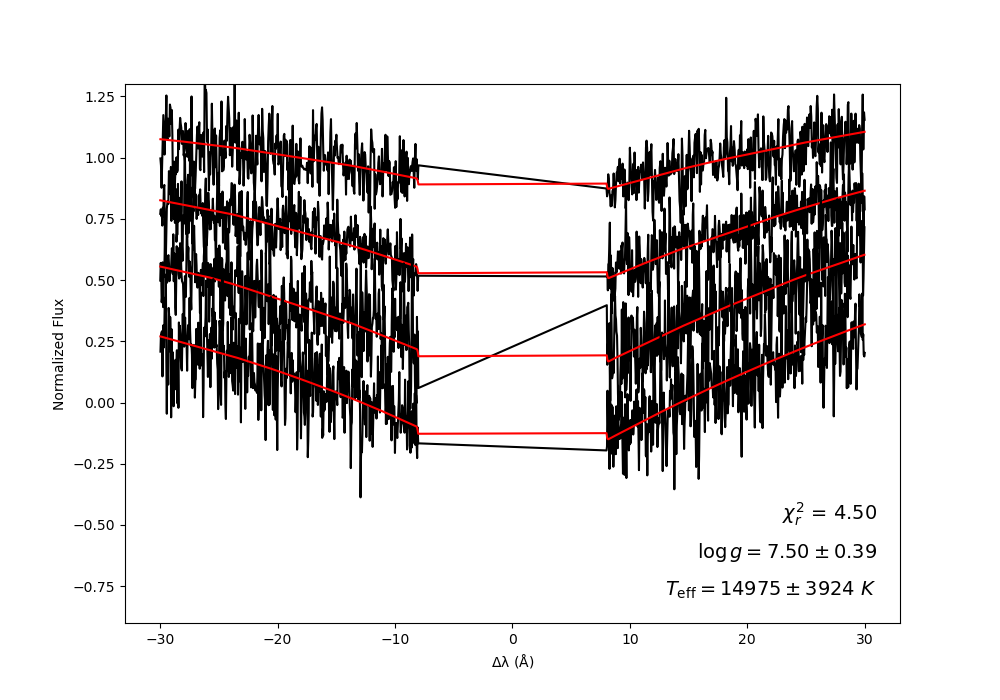 1.25
1.00
0.75
0.50
0.25
0.00
−0.25
−0.50
−0.75
Normalized Flux
χ²ᵣ = 4.50
log g = 7.50 ± 0.39
T_eff = 14975 ± 3924 K
−30 −20 −10 0 10 20 30
Δλ (Å)